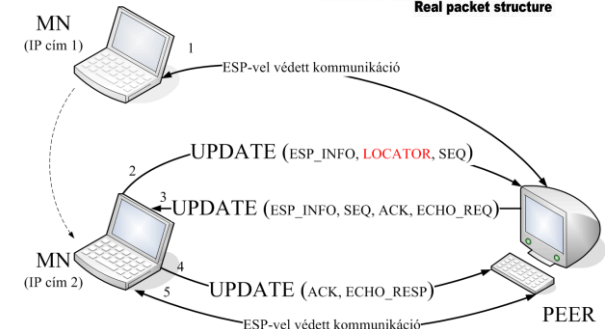 Real packet structure
MN
(IP cím 1)
1
ESP-vel védett kommunikáció
UPDATE (ESP_INFO, LOCATOR, SEQ)
2
3
UPDATE (ESP_INFO, SEQ, ACK, ECHO_REQ)
MN
(IP cím 2)
4
5
UPDATE (ACK, ECHO_RESP)
PEER
ESP-vel védett kommunikáció